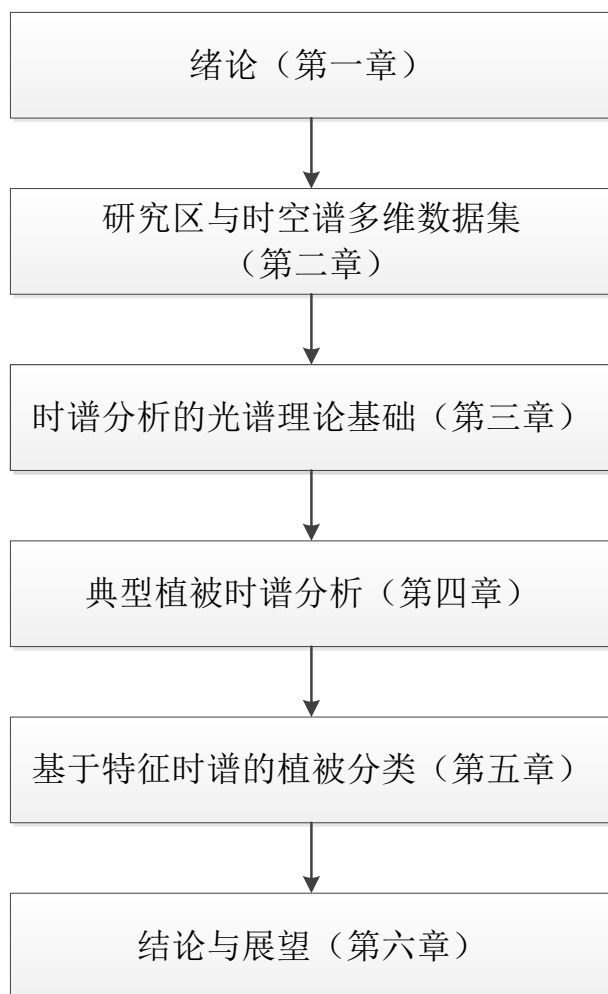 绪论（第一章）
研究区与时空谱多维数据集
（第二章）
时谱分析的光谱理论基础（第三章）
典型植被时谱分析（第四章）
基于特征时谱的植被分类（第五章）
结论与展望（第六章）